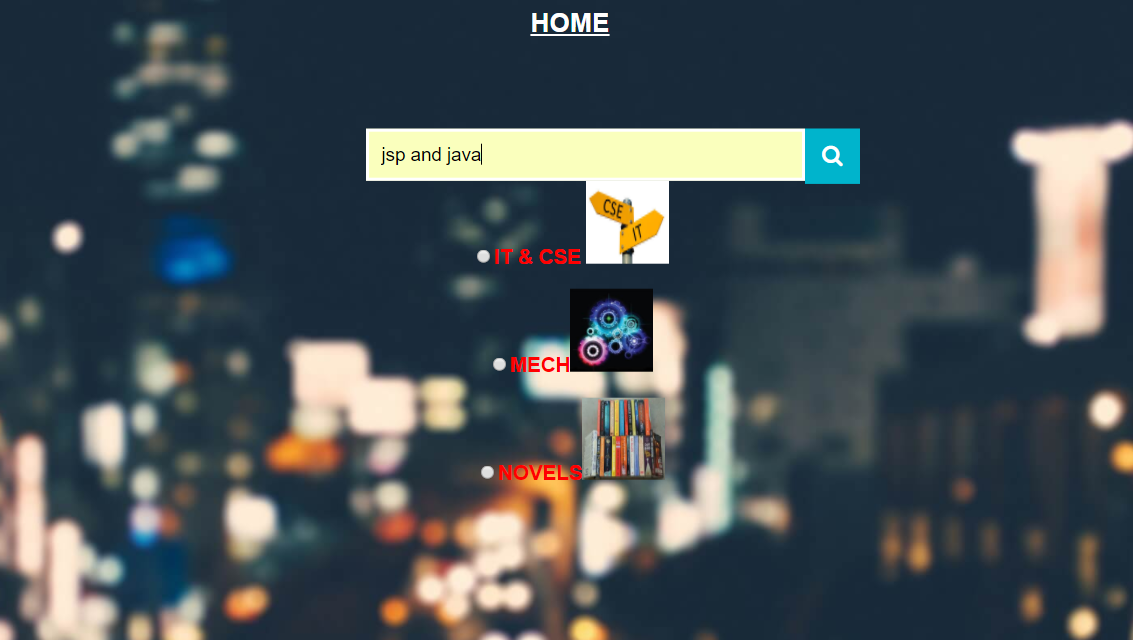 HOME
jsp and java
CSE
IT
IT & CSE
MECH
NOVELS